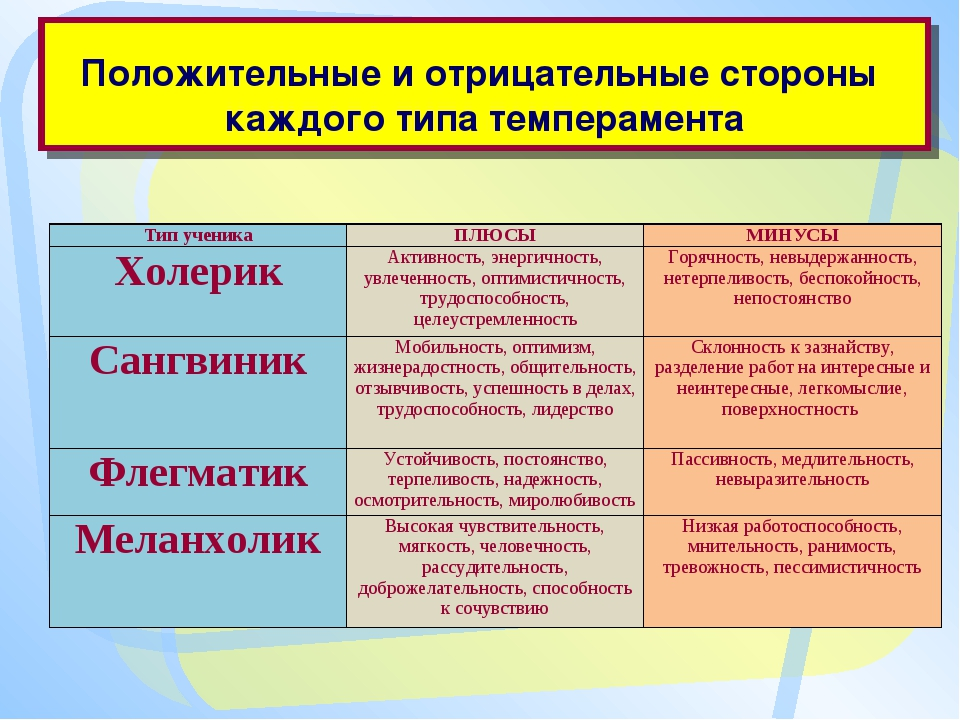 Положительные и отрицательные стороны
каждого типа темперамента
Тип ученика
ПЛЮСЫ
МИНУСЫ
Холерик
Активность, энергичность,
увлеченность, оптимистичность,
трудоспособность,
целеустремленность
Горячность, невыдержанность,
нетерпеливость, беспокойность,
непостоянство
Сангвиник
Мобильность, оптимизм,
жизнерадостность, общительность,
отзывчивость, успешность в делах,
трудоспособность, лидерство
Склонность к зазнайству,
разделение работ на интересные и
неинтересные, легкомыслие,
поверхностность
Флегматик
Устойчивость, постоянство,
терпеливость, надежность,
осмотрительность, миролюбивость
Пассивность, медлительность,
невыразительность
Меланхолик
Высокая чувствительность,
мягкость, человечность,
рассудительность,
доброжелательность, способность
к сочувствию
Низкая работоспособность,
мнительность, ранимость,
тревожность, пессимистичность